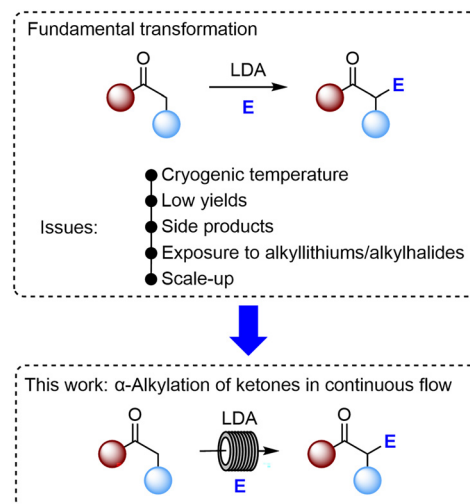 Fundamental transformation
O
LDA
E
O
E
Issues:
Cryogenic temperature
Low yields
Side products
Exposure to alkyllithiums/alkylhalides
Scale-up
This work: α-Alkylation of ketones in continuous flow
O
LDA
E
O
E